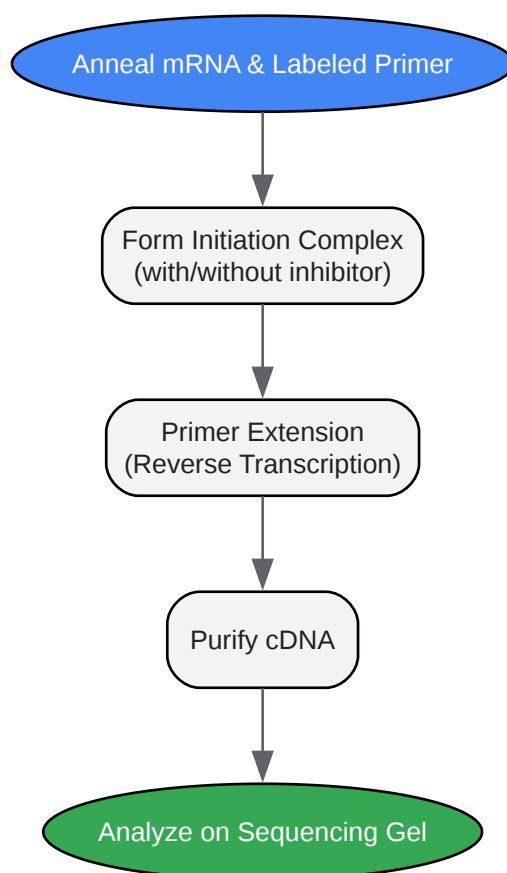 Anneal mRNA & Labeled Primer
Form Initiation Complex
(with/without inhibitor)
Primer Extension
(Reverse Transcription)
Purify cDNA
Analyze on Sequencing Gel